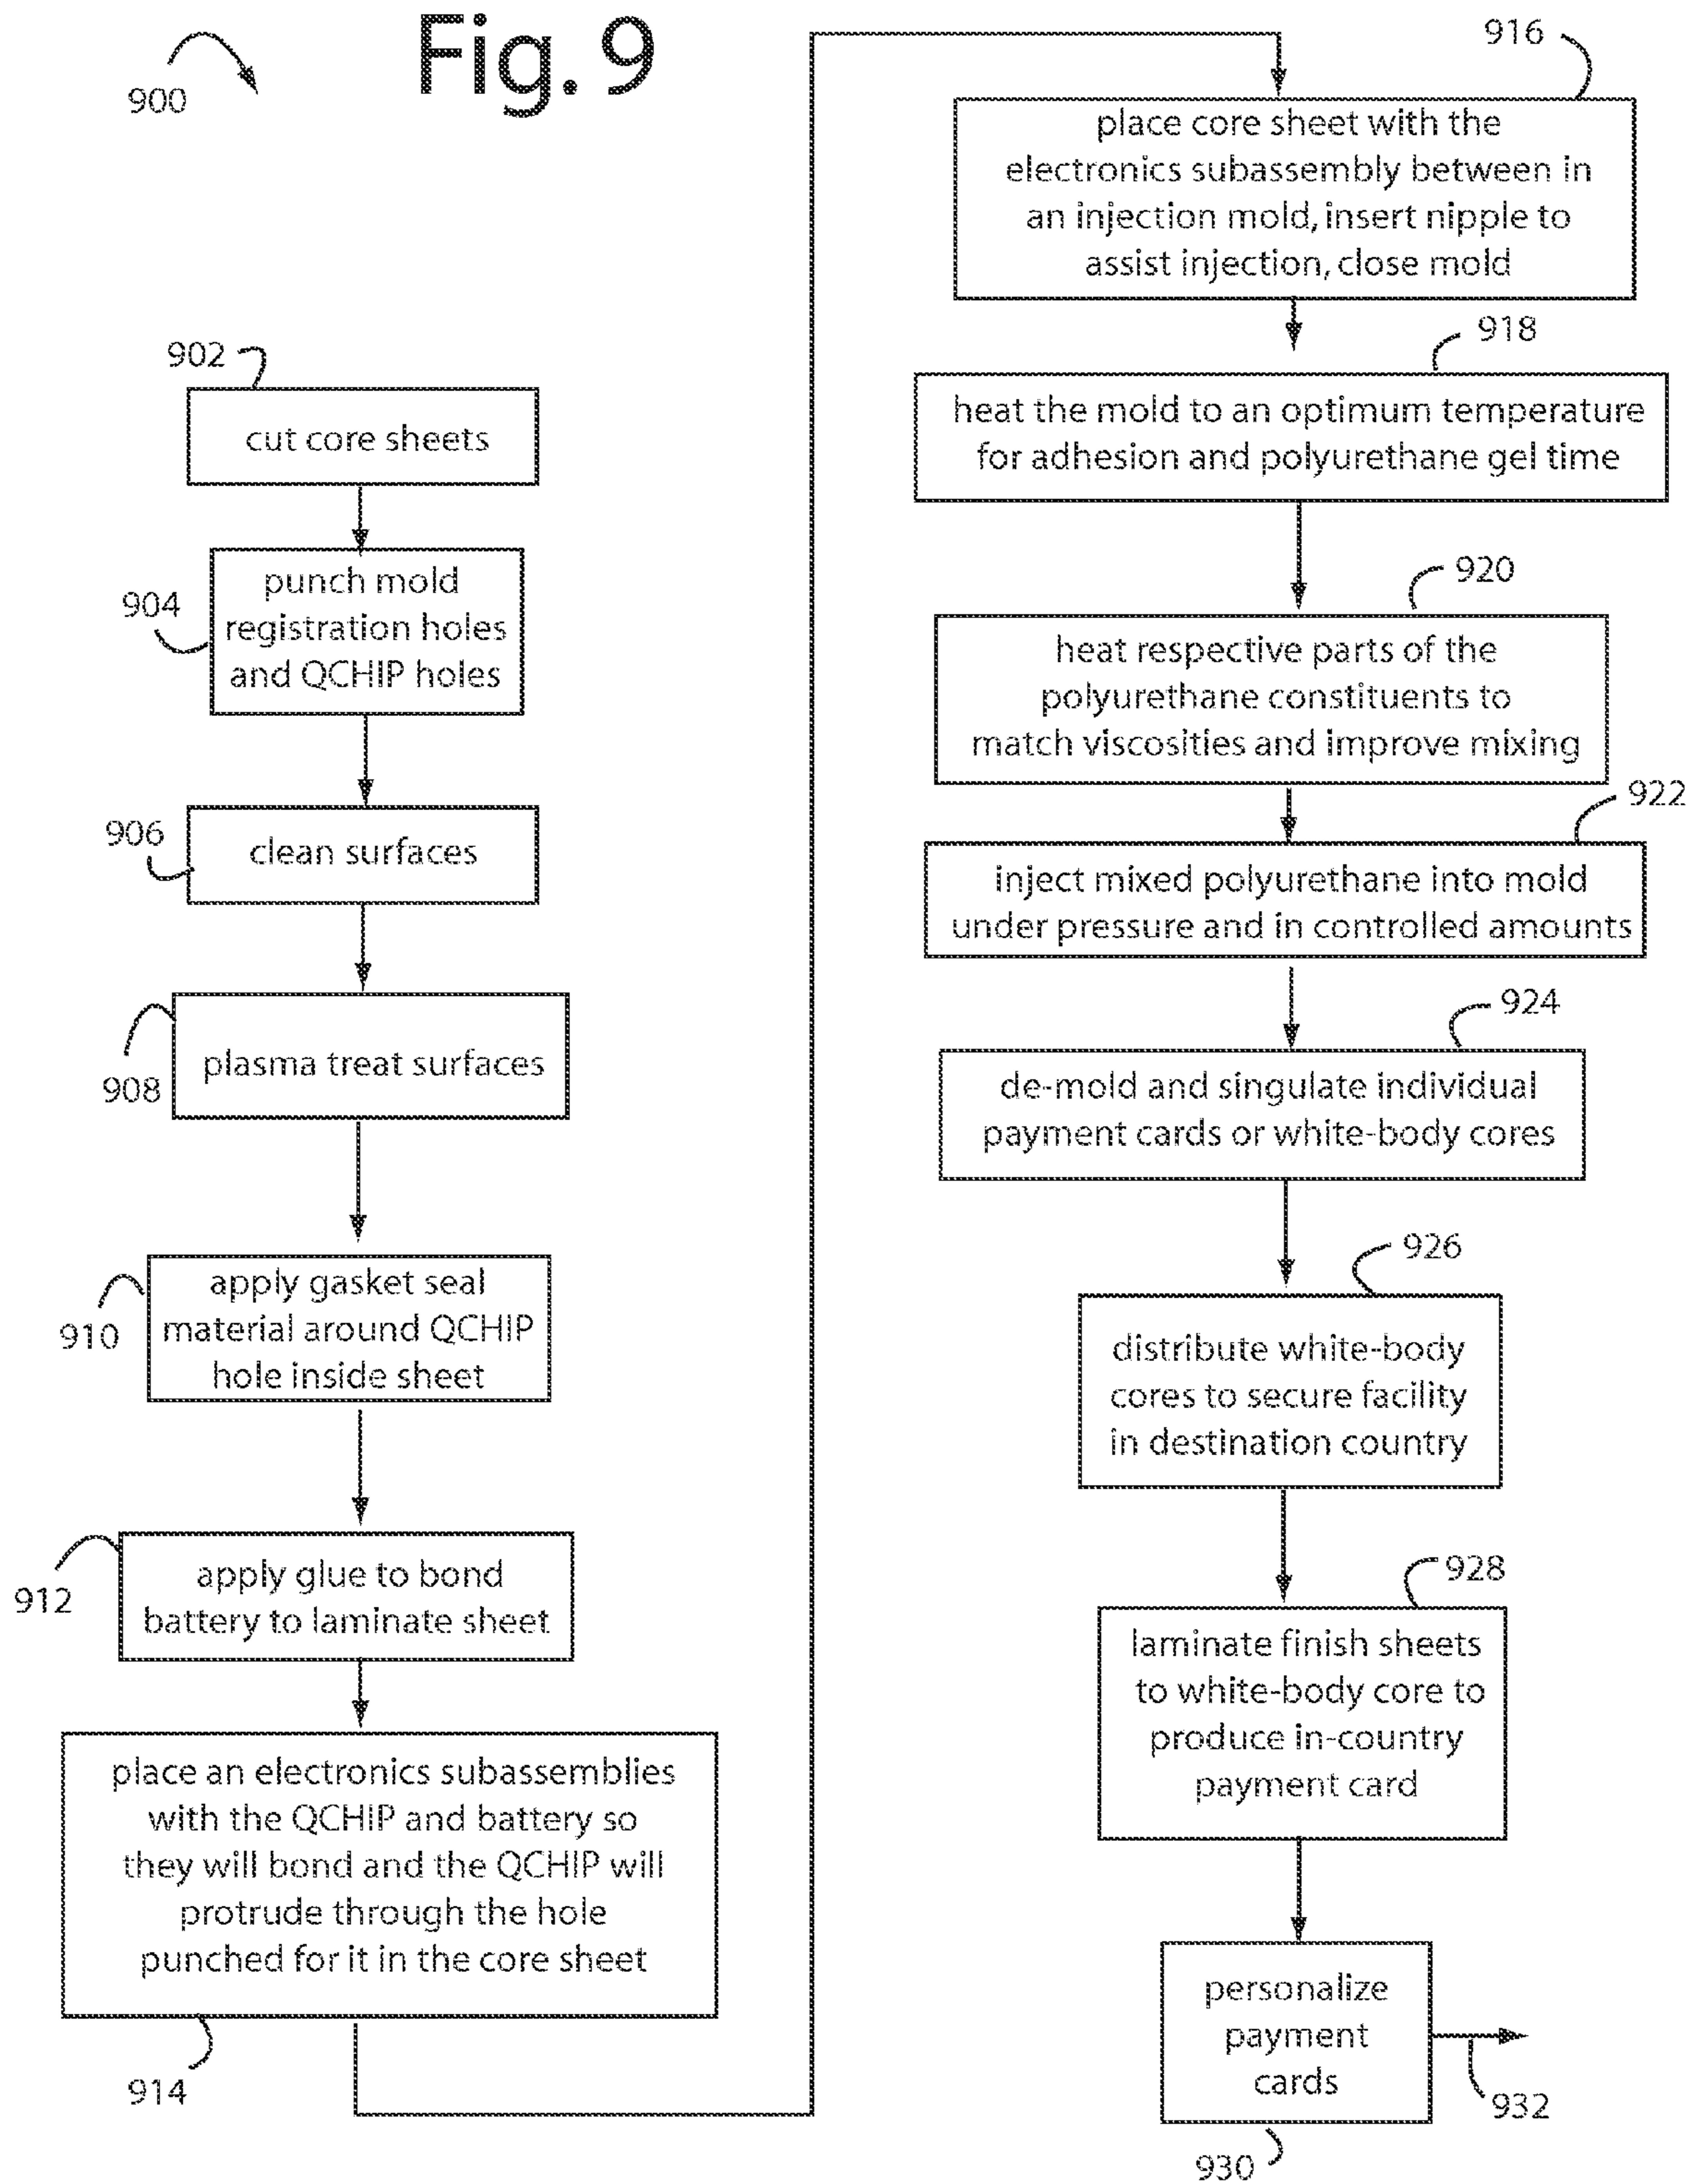 Fig. 9
900
902
cut core sheets
904
punch mold
registration holes
and QCHIP holes
906
clean surfaces
908
plasma treat surfaces
910
apply gasket seal
material around QCHIP
hole inside sheet
912
apply glue to bond
battery to laminate sheet
place an electronics subassemblies
with the QCHIP and battery so
they will bond and the QCHIP will
protrude through the hole
punched for it in the core sheet
914
916
place core sheet with the
electronics subassembly between in
an injection mold, insert nipple to
assist injection, close mold
918
heat the mold to an optimum temperature
for adhesion and polyurethane gel time
920
heat respective parts of the
polyurethane constituents to
match viscosities and improve mixing
922
inject mixed polyurethane into mold
under pressure and in controlled amounts
924
de-mold and singulate individual
payment cards or white-body cores
926
distribute white-body
cores to secure facility
in destination country
928
laminate finish sheets
to white-body core to
produce in-country
payment card
personalize
payment
cards
932
930